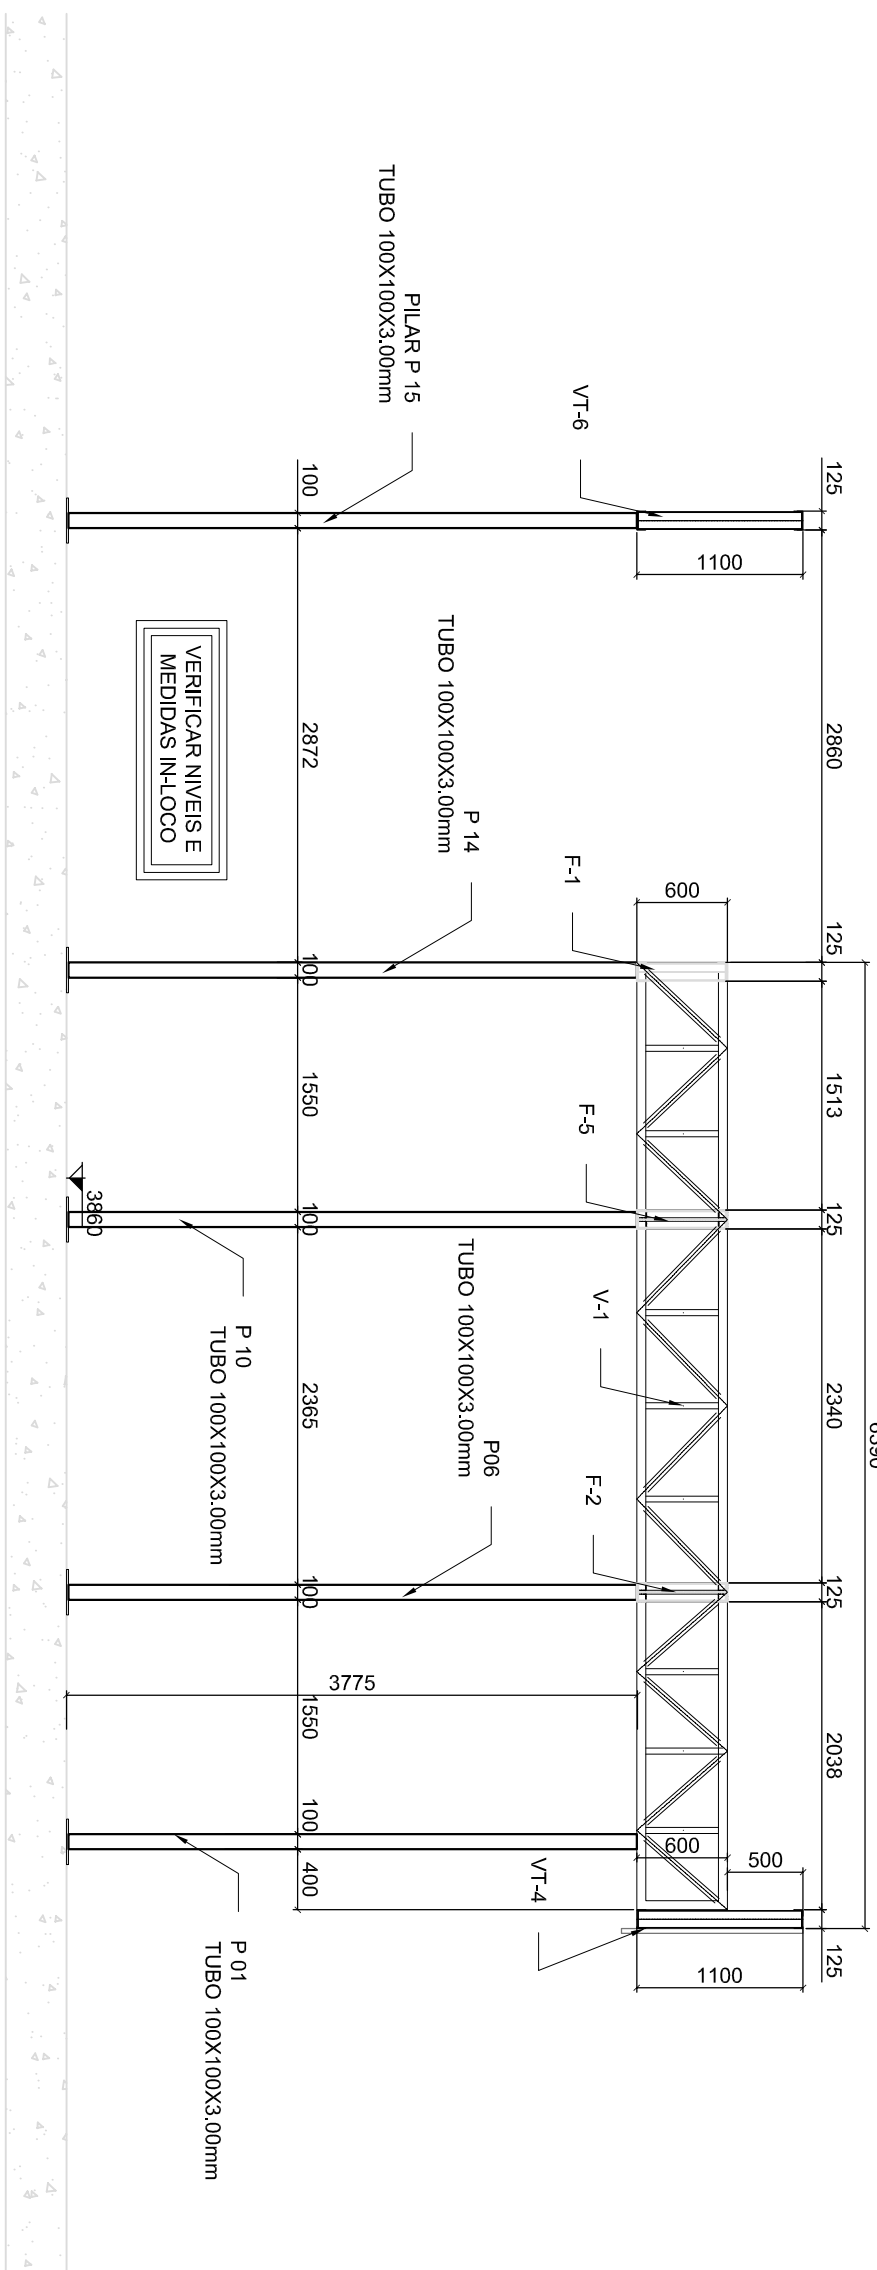 125
2860
125
1513
125
2340
125
2038
125
1100
600
600
500
1100
VT-6
F-1
F-5
V-1
F-2
VT-4
PILAR P 15
TUBO 100X100X3.00mm
P 14
TUBO 100X100X3.00mm
P06
TUBO 100X100X3.00mm
100
2872
100
1550
100
2365
100
1550
100
400
3775
P 10
TUBO 100X100X3.00mm
P 01
TUBO 100X100X3.00mm
VERIFICAR NIVEIS E
MEDIDAS IN-LOCO
3860